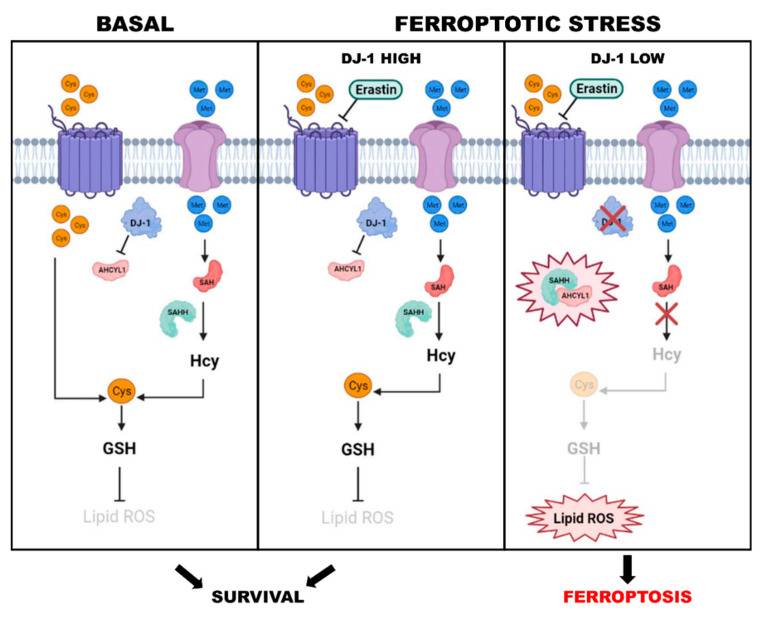 BASAL
FERROPTOTIC STRESS
DJ-1 HIGH
DJ-1 LOW
Cys
Cys
Cys
Met
Met
Met
Cys
Cys
Cys
Erastin
Met
Met
Met
Cys
Cys
Cys
Erastin
Met
Met
Met
Cys
Cys
Cys
DJ-1
Met
Met
Met
AHCYL1
SAH
SAHH
Hcy
Cys
GSH
Lipid ROS
DJ-1
Met
Met
Met
AHCYL1
SAH
SAHH
Hcy
Cys
GSH
Lipid ROS
DJ-1
Met
Met
Met
SAHH
AHCYL1
SAH
Hcy
Cys
GSH
Lipid ROS
SURVIVAL
FERROPTOSIS